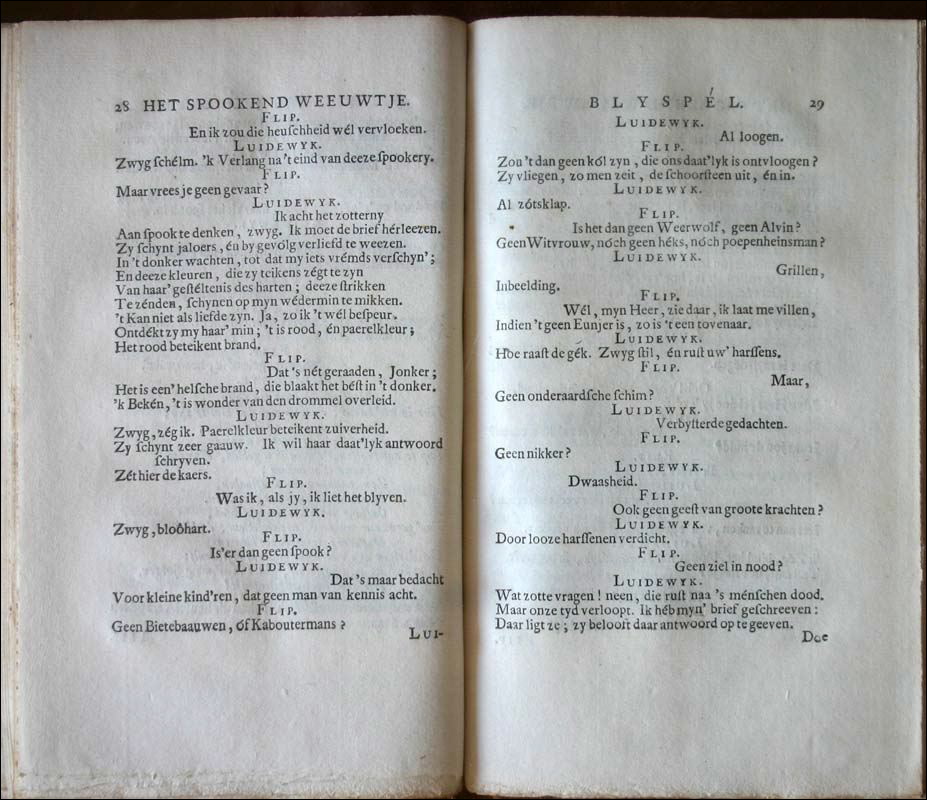 28 HET SPOOKEND WEEUWTJE.
FLIP.
En ik zou die heuſchheid wél vervloeken.
LUIDEWYK.
Zwyg ſchélm. 'k Verlang na't eind van deeze ſpookery.
FLIP.
Maar vrees je geen gevaar?
LUIDEWYK.
Ik acht het zotterny
Aan ſpook te denken, zwyg. Ik moet de brief hérleezen.
Zy ſchynt jaloers, én by gevólg verliefd te weezen.
In 't donker wachten, tot dat my iets vrémds verſchyn';
En deeze kleuren, die zy teikens zégt te zyn
Van haar' geſtéltenis des harten; deeze ſtrikken
Te zénden, ſchynen op myn wédermin te mikken.
't Kan niet als liefde zyn. Ja, zo ik 't wél beſpeur.
Ontdékt zy my haar' min; 't is rood, én paerelkleur;
Het rood beteikent brand.
FLIP.
Dat 's nét geraaden, Jonker;
Het is een' helſche brand, die blaakt het béſt in 't donker.
'k Bekén, 't is wonder van den drommel overleid.
LUIDEWYK.
Zwyg, zég ik. Paerelkleur beteikent zuiverheid.
Zy ſchynt zeer gaauw. Ik wil haar daat'lyk antwoord
ſchryven.
Zét hier de kaers.
FLIP.
Was ik, als jy, ik liet het blyven.
LUIDEWYK.
Zwyg, bloôhart.
FLIP.
Is'er dan geen ſpook?
LUIDEWYK.
Dat 's maar bedacht
Voor kleine kind'ren, dat geen man van kennis acht.
FLIP.
Geen Bietebaauwen, óf Kaboutermans?
LUI-
BLYSPÉL. 29
LUIDEWYK.
Al loogen.
FLIP.
Zou 't dan geen kól zyn, die ons daat'lyk is ontvloogen?
Zy vliegen, zo men zeit, de ſchoorſteen uit, én in.
LUIDEWYK.
Al zótsklap.
FLIP.
Is het dan geen Weerwolf, geen Alvin?
Geen Witvrouw, nóch geen héks, nóch poepenheinsman?
LUIDEWYK.
Grillen,
Inbeelding.
FLIP.
Wél, myn Heer, zie daar, ik laat me villen,
Indien 't geen Eunjer is, zo is 't een tovenaar.
LUIDEWYK.
Hoe raaſt de gék. Zwyg ſtil, én ruſt uw' harſſens.
FLIP.
Maar,
Geen onderaardſche ſchim?
LUIDEWYK.
Verbyſterde gedachten.
FLIP.
Geen nikker?
LUIDEWYK.
Dwaasheid.
FLIP.
Ook geen geeſt van groote krachten?
LUIDEWYK.
Door looze harſſenen verdicht.
FLIP.
Geen ziel in nood?
LUIDEWYK.
Wat zotte vragen! neen, die ruſt naa 's ménſchen dood.
Maar onze tyd verloopt. Ik héb myn' brief geſchreeven:
Daar ligt ze; zy belooft daar antwoord op te geeven.
Doe